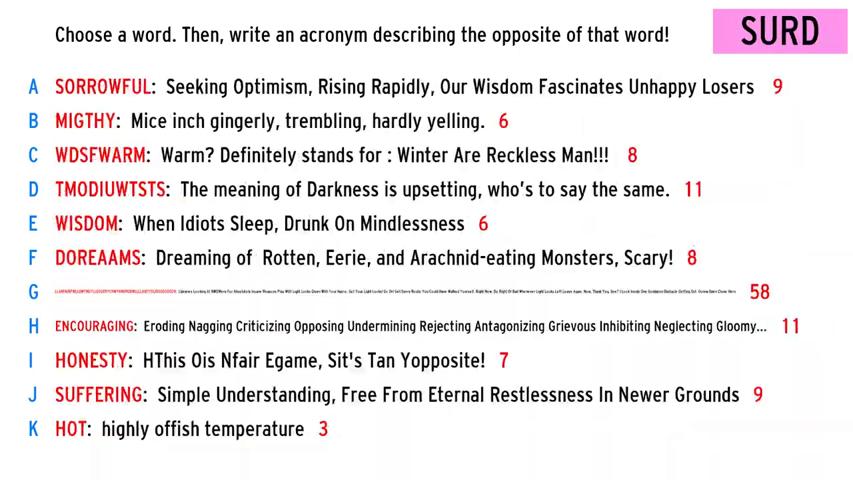 Choose a word. Then, write an acronym describing the opposite of that word!
SURD
A SORROWFUL: Seeking Optimism, Rising Rapidly, Our Wisdom Fascinates Unhappy Losers 9
B MIGTHY: Mice inch gingerly, trembling, hardly yelling. 6
C WDSFWARM: Warm? Definitely stands for : Winter Are Reckless Man!!! 8
D TMODIUWTSTS: The meaning of Darkness is upsetting, who's to say the same. 11
E WISDOM: When Idiots Sleep, Drunk On Mindlessness 6
F DOREAAMS: Dreaming of Rotten, Eerie, and Arachnid-eating Monsters, Scary! 8
G 58
H ENCOURAGING: Eroding Nagging Criticizing Opposing Undermining Rejecting Antagonizing Grievous Inhibiting Neglecting Gloomy... 11
I HONESTY: HThis Ois Nfair Egame, Sit's Tan Yopposite! 7
J SUFFERING: Simple Understanding, Free From Eternal Restlessness In Newer Grounds 9
K HOT: highly offish temperature 3